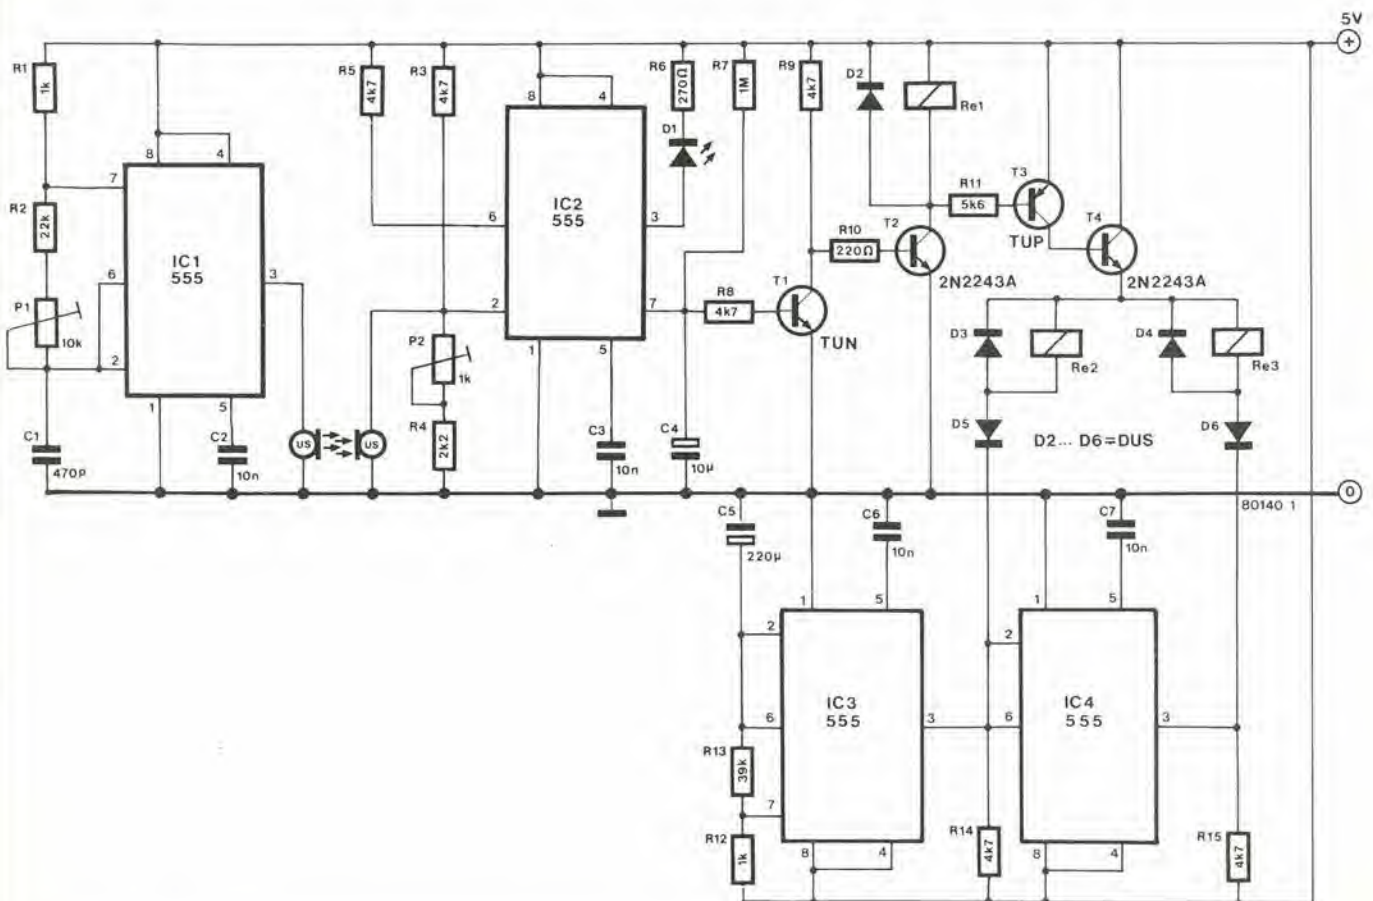 5V
+
R1
1k
R5
4k7
R3
4k7
R6
270Ω
R7
1M
R9
4k7
D2
Re1
8
4
D1
8
4
7
R2
22k
IC1
555
6
3
P1
10k
2
1
5
C1
470p
C2
10n
US
US
6
IC2
555
3
2
7
1
5
P2
1k
R4
2k2
C3
10n
C4
10µ
R8
4k7
T1
TUN
R10
220Ω
T2
2N2243A
R11
5k6
T3
TUP
T4
2N2243A
D3
Re2
D4
Re3
D5
D2... D6=DUS
D6
0
80140 1
C5
220µ
C6
10n
C7
10n
1
5
1
5
2
2
IC3
555
6
3
IC4
555
6
3
R13
39k
7
R12
1k
8
4
R14
4k7
8
4
R15
4k7